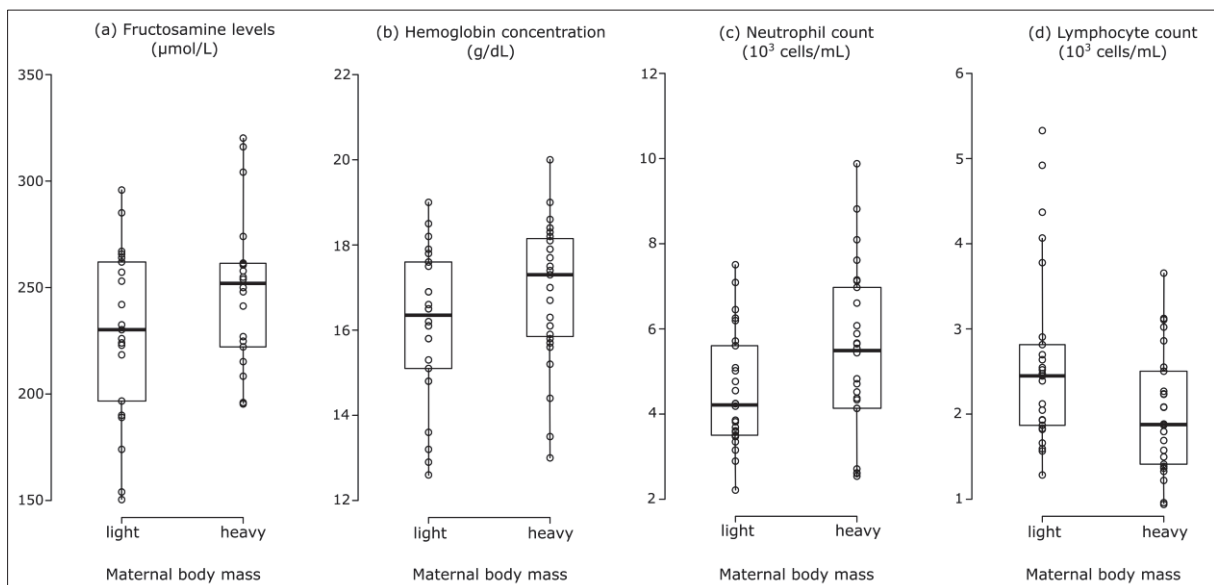 (a) Fructosamine levels
(µmol/L)
350
300
250
200
150
light
heavy
Maternal body mass
(b) Hemoglobin concentration
(g/dL)
22
20
18
16
14
12
light
heavy
Maternal body mass
(c) Neutrophil count
(10³ cells/mL)
12
10
8
6
4
2
light
heavy
Maternal body mass
(d) Lymphocyte count
(10³ cells/mL)
6
5
4
3
2
1
light
heavy
Maternal body mass